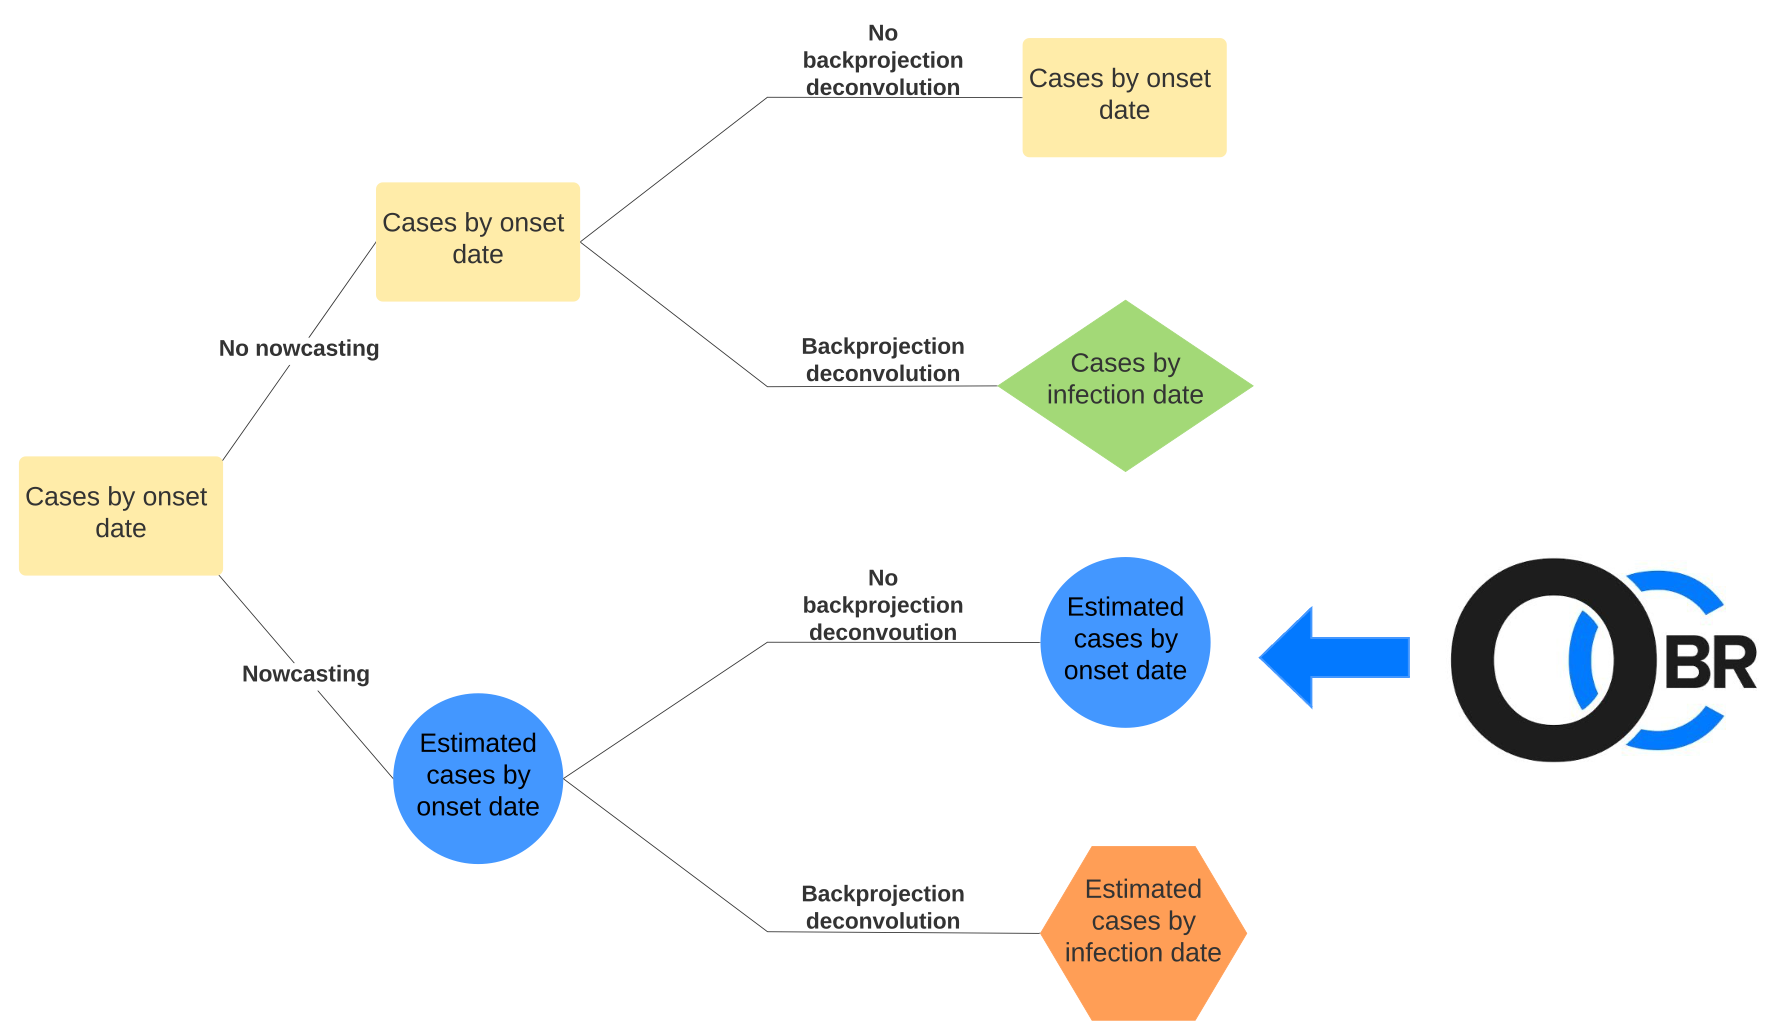 No
backprojection
deconvolution
Cases by onset
date
Cases by onset
date
No nowcasting
Backprojection
deconvolution
Cases by
infection date
Cases by onset
date
No
backprojection
deconvoution
Estimated
cases by
onset date
OCBR
Nowcasting
Estimated
cases by
onset date
Backprojection
deconvolution
Estimated
cases by
infection date